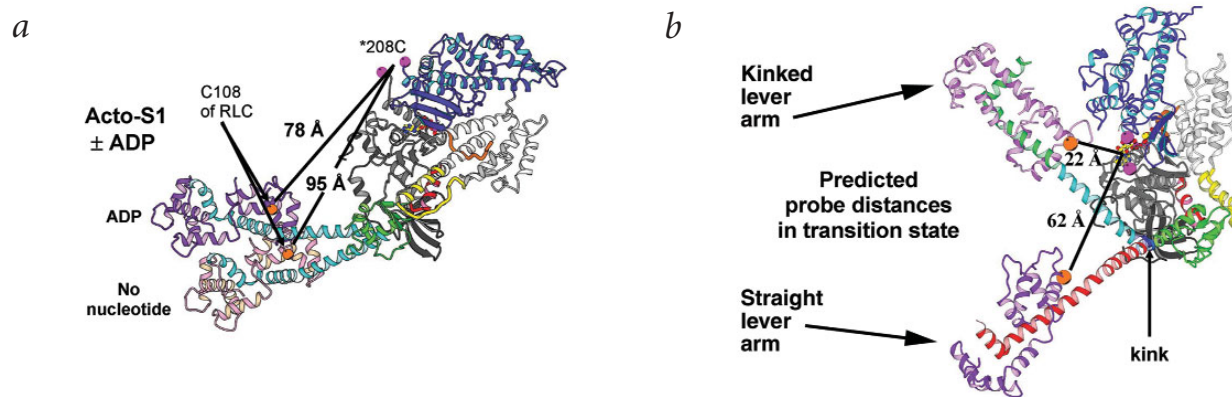 a
*208C
C108
of RLC
Acto-S1
± ADP
78 Å
95 Å
ADP
No
nucleotide
b
Kinked
lever
arm
22 Å
Predicted
probe distances
in transition state
62 Å
Straight
lever
arm
kink